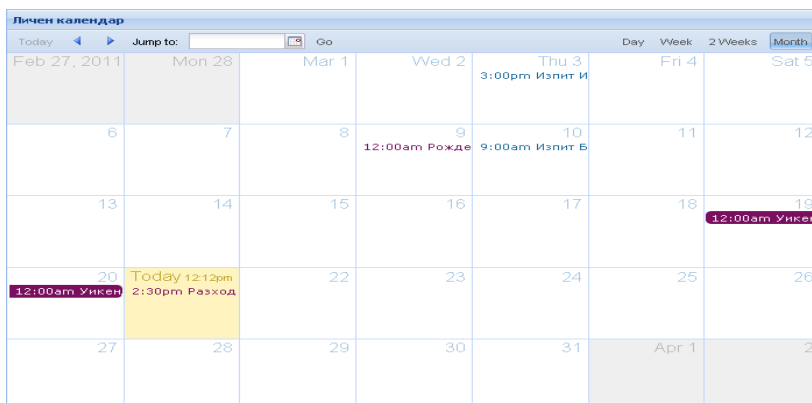 Личен календар
Today Jump to: Go Day Week 2 Weeks Month
Feb 27, 2011 Mon 28 Mar 1 Wed 2 Thu 3 Fri 4 Sat 5
3:00pm Изпит И
6 7 8 9 10 11 12
12:00am Рожде 9:00am Изпит Б
13 14 15 16 17 18 19
12:00am Уикен
20 Today 12:12pm 22 23 24 25 26
12:00am Уикен 2:30pm Разход
27 28 29 30 31 Apr 1 2